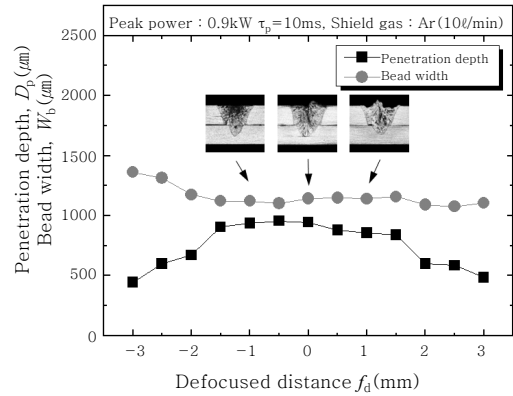 Peak power : 0.9kW τp=10ms, Shield gas : Ar(10ℓ/min)
Penetration depth
Bead width
Penetration depth, Dp(㎛)
Bead width, Wb(㎛)
2500
2000
1500
1000
500
0
−3 −2 −1 0 1 2 3
Defocused distance fd(mm)